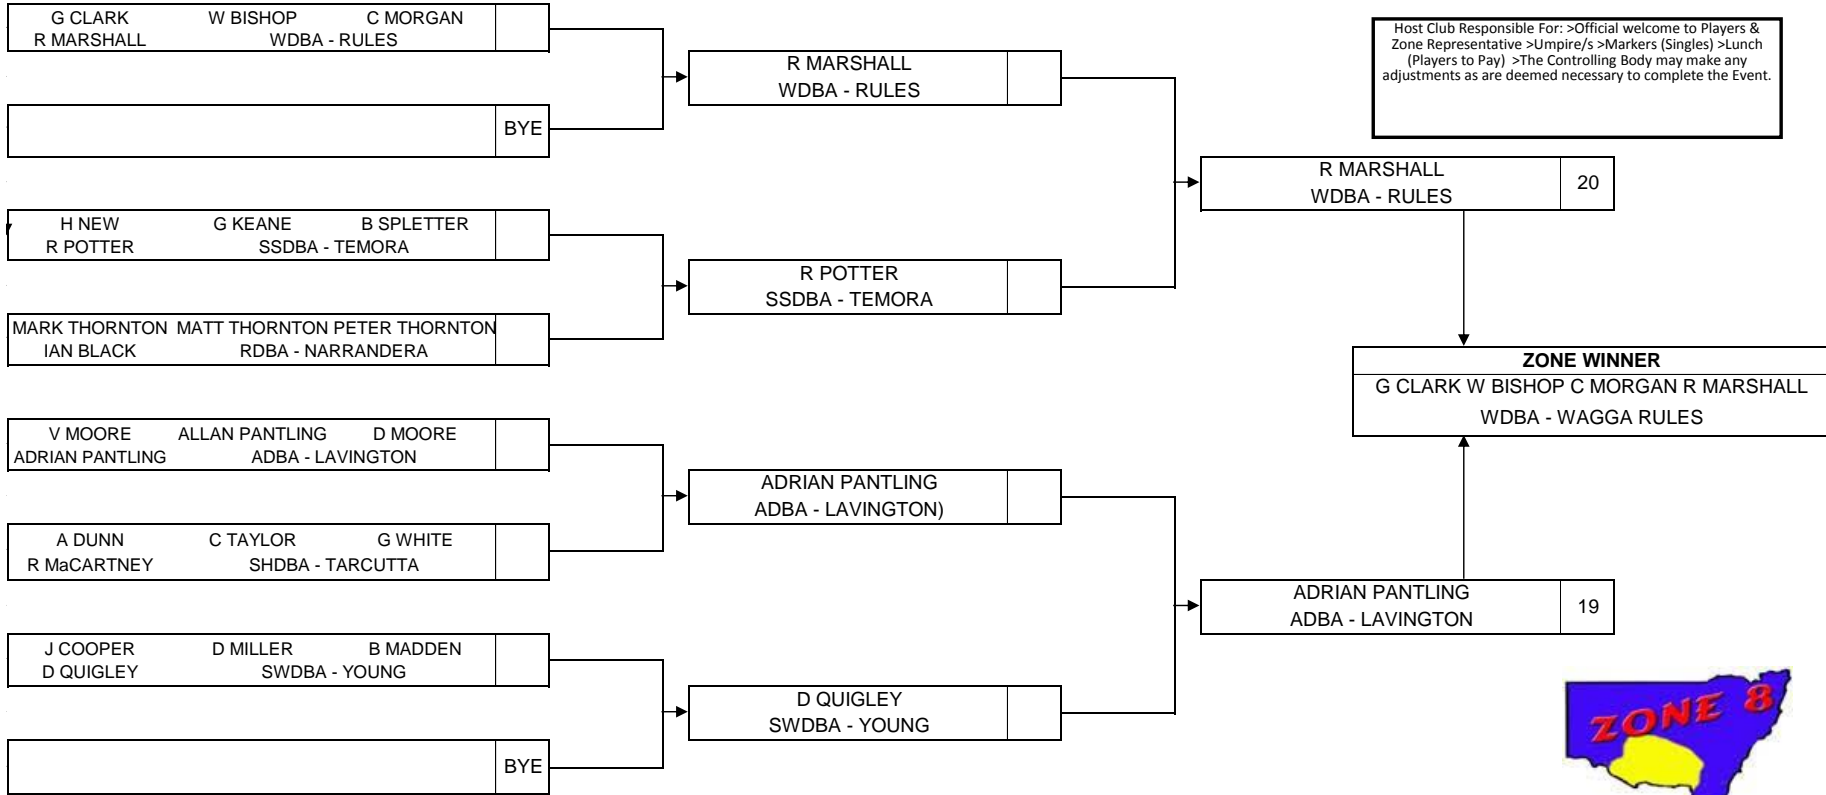 G CLARK W BISHOP C MORGAN
R MARSHALL WDBA - RULES
BYE
H NEW G KEANE B SPLETTER
R POTTER SSDBA - TEMORA
MARK THORNTON MATT THORNTON PETER THORNTON
IAN BLACK RDBA - NARRANDERA
V MOORE ALLAN PANTLING D MOORE
ADRIAN PANTLING ADBA - LAVINGTON
A DUNN C TAYLOR G WHITE
R MaCARTNEY SHDBA - TARCUTTA
J COOPER D MILLER B MADDEN
D QUIGLEY SWDBA - YOUNG
BYE
R MARSHALL
WDBA - RULES
R POTTER
SSDBA - TEMORA
ADRIAN PANTLING
ADBA - LAVINGTON)
D QUIGLEY
SWDBA - YOUNG
Host Club Responsible For: >Official welcome to Players &
Zone Representative >Umpire/s >Markers (Singles) >Lunch
(Players to Pay) >The Controlling Body may make any
adjustments as are deemed necessary to complete the Event.
R MARSHALL
WDBA - RULES
20
ZONE WINNER
G CLARK W BISHOP C MORGAN R MARSHALL
WDBA - WAGGA RULES
ADRIAN PANTLING
ADBA - LAVINGTON
19
ZONE 8